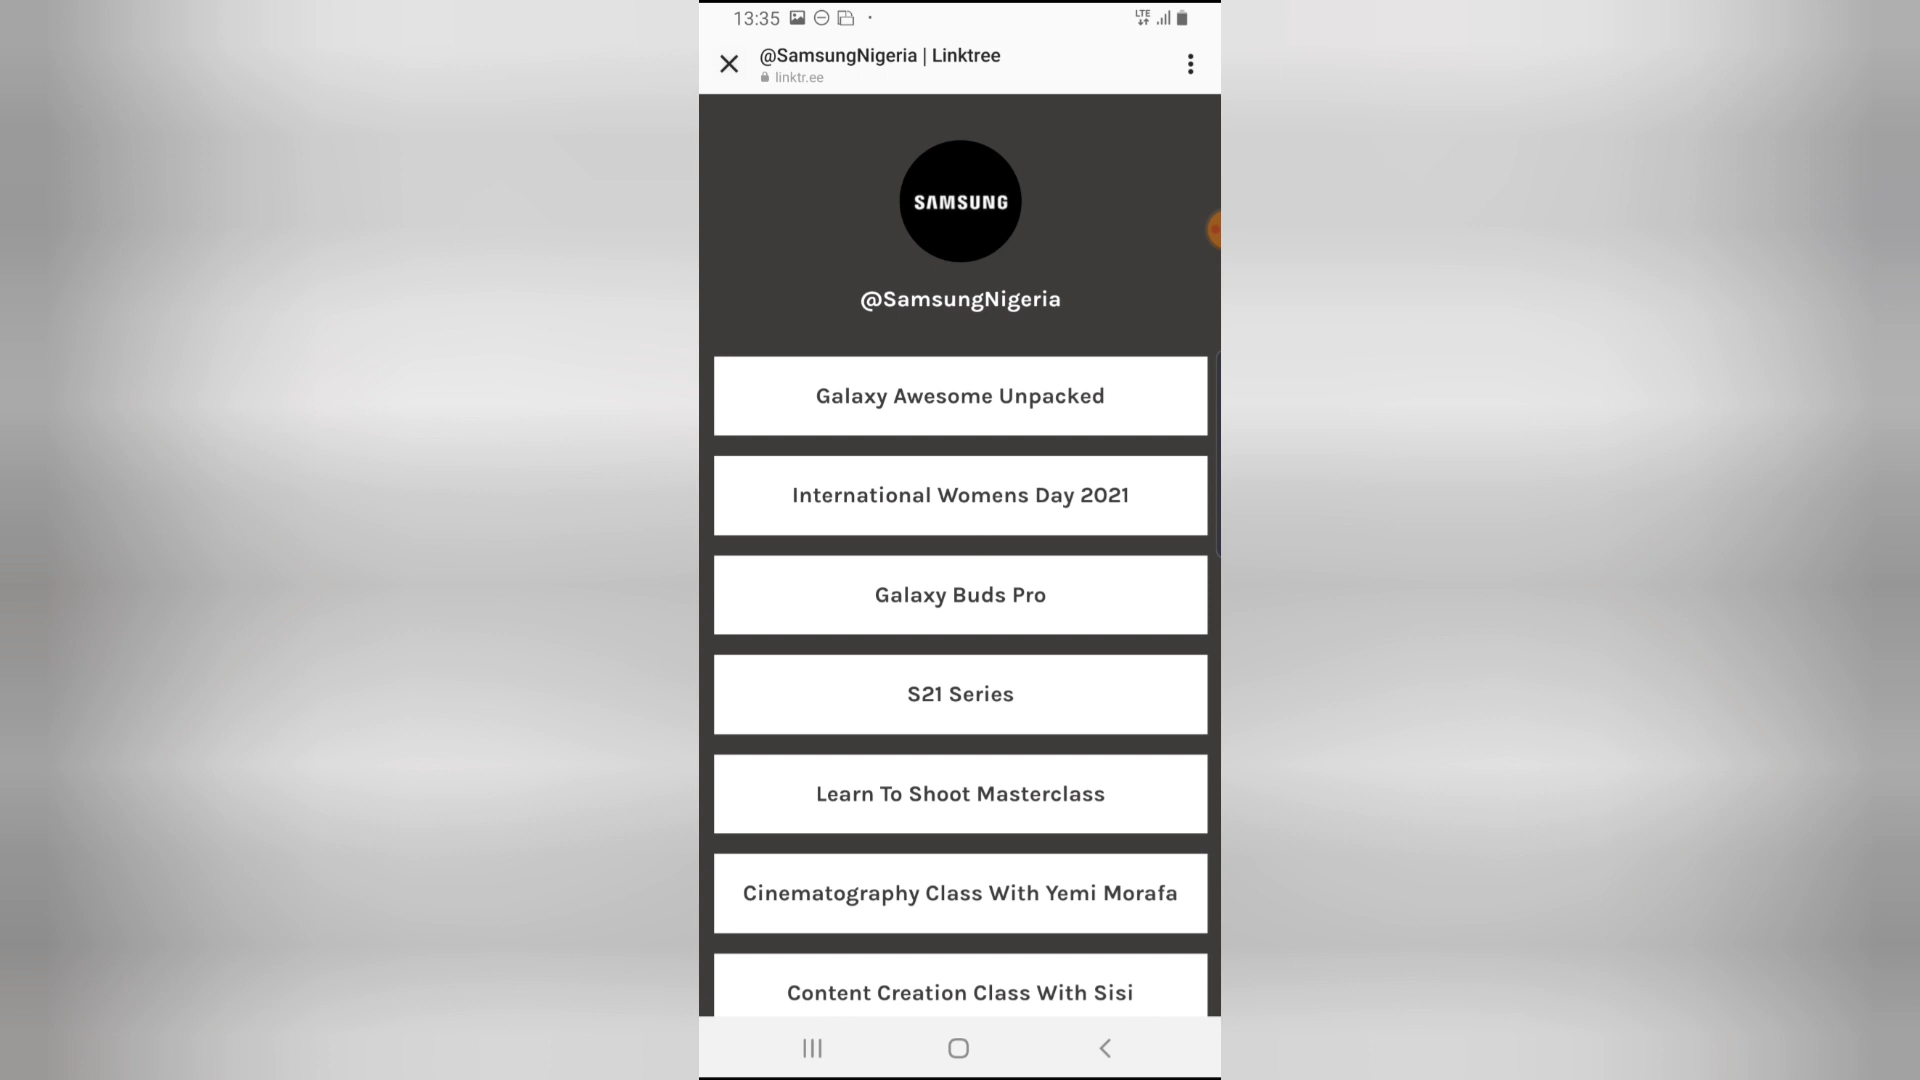 13:35
LTE
@SamsungNigeria | Linktree
linktr.ee
SAMSUNG
@SamsungNigeria
Galaxy Awesome Unpacked
International Womens Day 2021
Galaxy Buds Pro
S21 Series
Learn To Shoot Masterclass
Cinematography Class With Yemi Morafa
Content Creation Class With Sisi